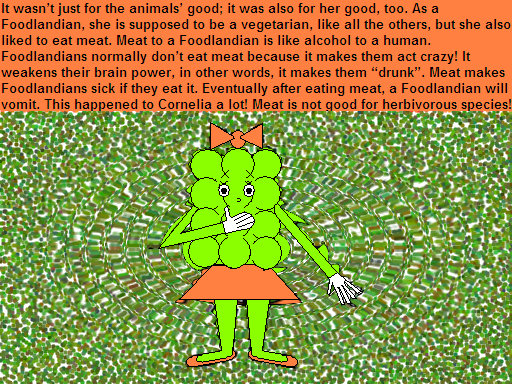 It wasn't just for the animals' good; it was also for her good, too. As a
Foodlandian, she is supposed to be a vegetarian, like all the others, but she also
liked to eat meat. Meat to a Foodlandian is like alcohol to a human.
Foodlandians normally don't eat meat because it makes them act crazy! It
weakens their brain power, in other words, it makes them “drunk”. Meat makes
Foodlandians sick if they eat it. Eventually after eating meat, a Foodlandian will
vomit. This happened to Cornelia a lot! Meat is not good for herbivorous species!